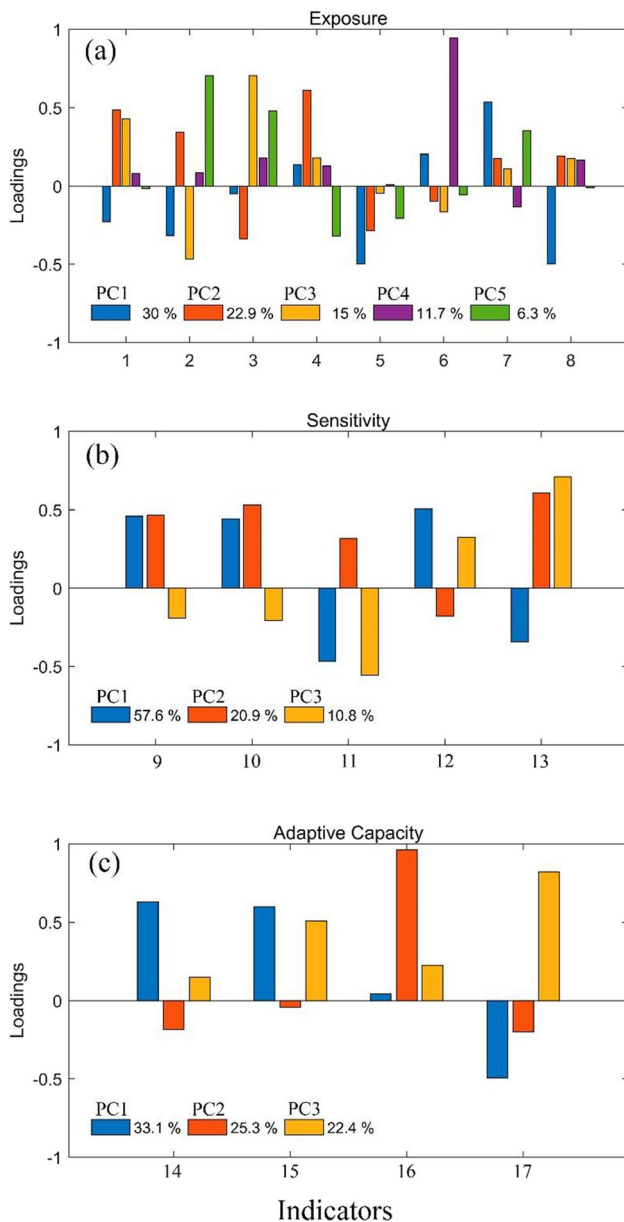 Exposure
(a)
1
0.5
0
-0.5
-1
Loadings
PC1 PC2 PC3 PC4 PC5
30 % 22.9 % 15 % 11.7 % 6.3 %
1 2 3 4 5 6 7 8
Sensitivity
(b)
1
0.5
0
-0.5
-1
Loadings
PC1 PC2 PC3
57.6 % 20.9 % 10.8 %
9 10 11 12 13
Adaptive Capacity
(c)
1
0.5
0
-0.5
-1
Loadings
PC1 PC2 PC3
33.1 % 25.3 % 22.4 %
14 15 16 17
Indicators